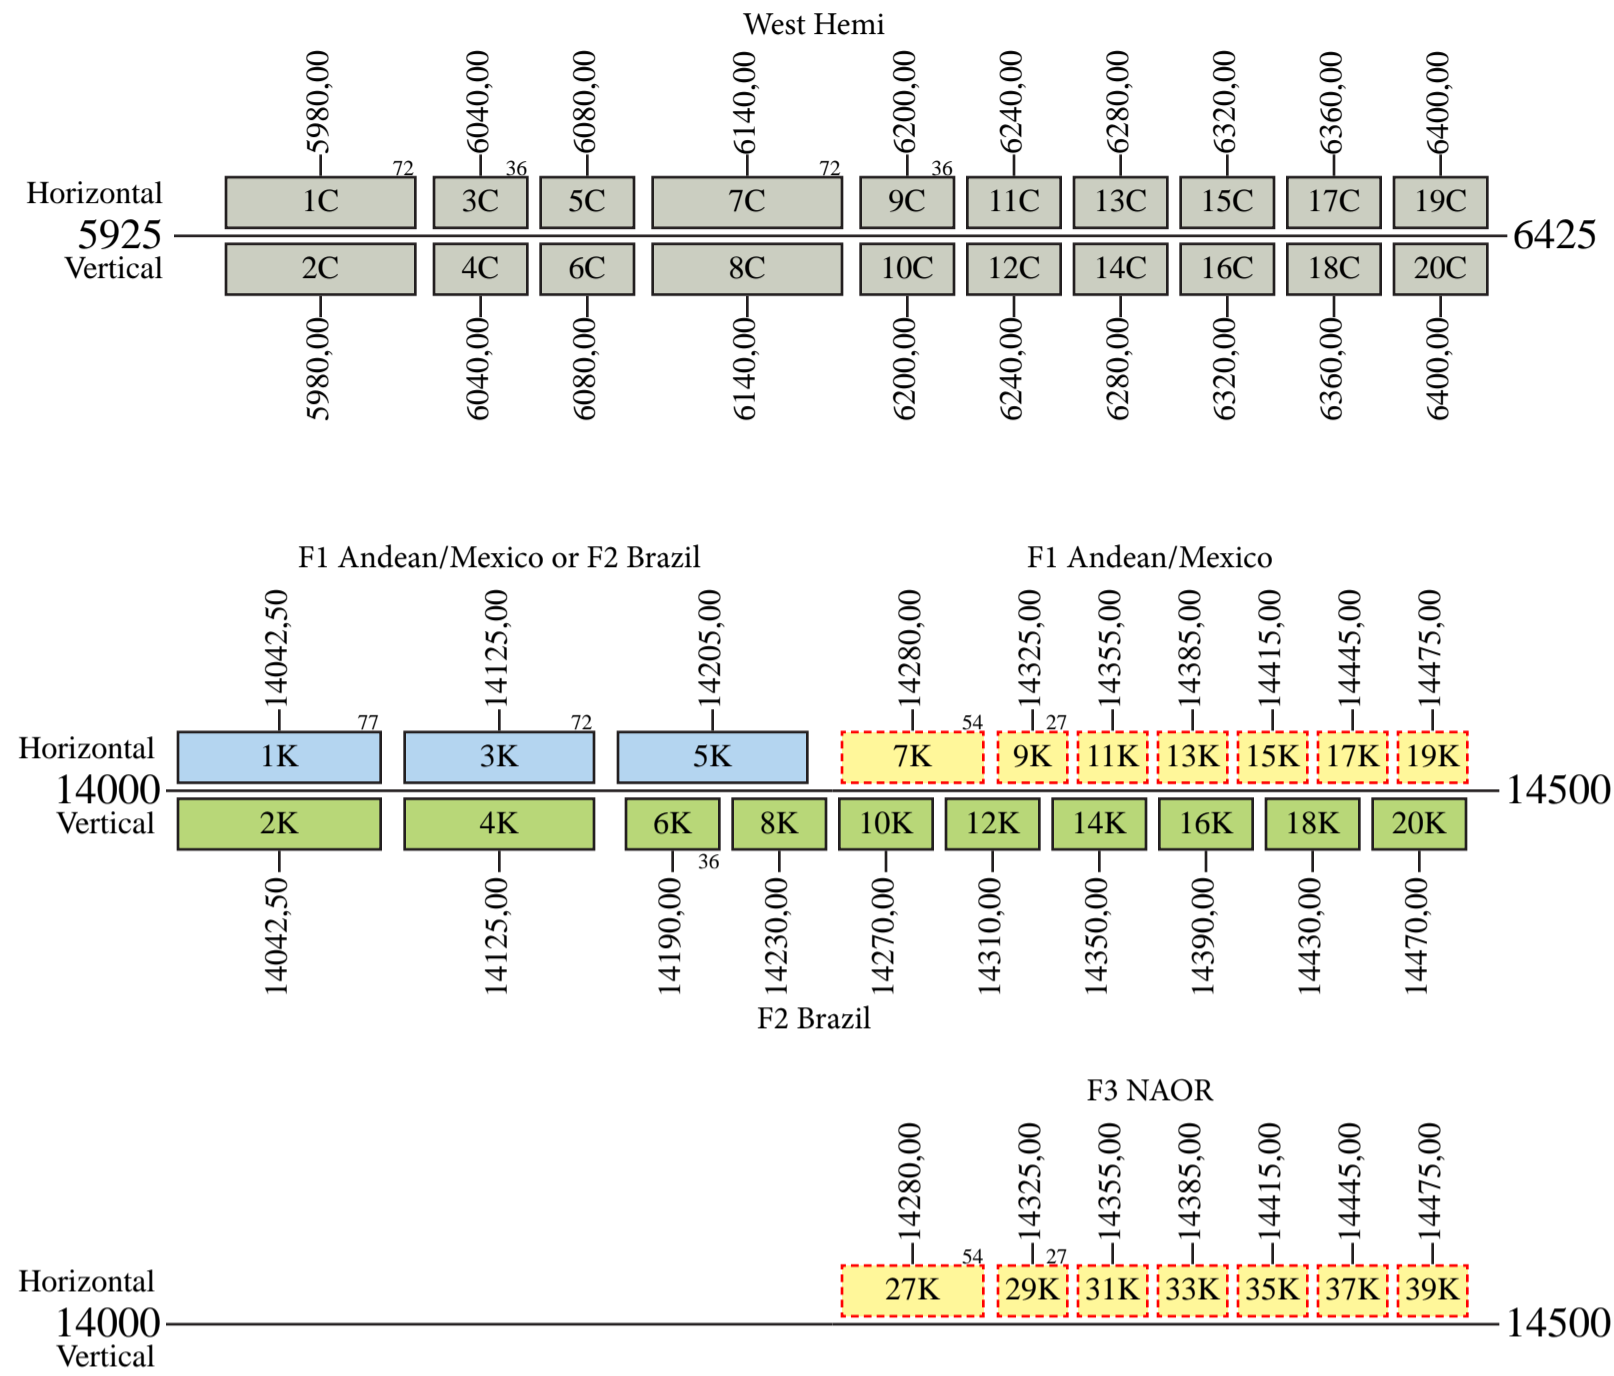 West Hemi
5980,00 6040,00 6080,00 6140,00 6200,00 6240,00 6280,00 6320,00 6360,00 6400,00
72 36 72 36
Horizontal 1C 3C 5C 7C 9C 11C 13C 15C 17C 19C
5925 6425
Vertical 2C 4C 6C 8C 10C 12C 14C 16C 18C 20C
5980,00 6040,00 6080,00 6140,00 6200,00 6240,00 6280,00 6320,00 6360,00 6400,00
F1 Andean/Mexico or F2 Brazil F1 Andean/Mexico
14042,50 14125,00 14205,00 14280,00 14325,00 14355,00 14385,00 14415,00 14445,00 14475,00
77 72 54 27
Horizontal 1K 3K 5K 7K 9K 11K 13K 15K 17K 19K
14000 14500
Vertical 2K 4K 6K 8K 10K 12K 14K 16K 18K 20K
36
14042,50 14125,00 14190,00 14230,00 14270,00 14310,00 14350,00 14390,00 14430,00 14470,00
F2 Brazil
F3 NAOR
14280,00 14325,00 14355,00 14385,00 14415,00 14445,00 14475,00
54 27
Horizontal 27K 29K 31K 33K 35K 37K 39K
14000 14500
Vertical